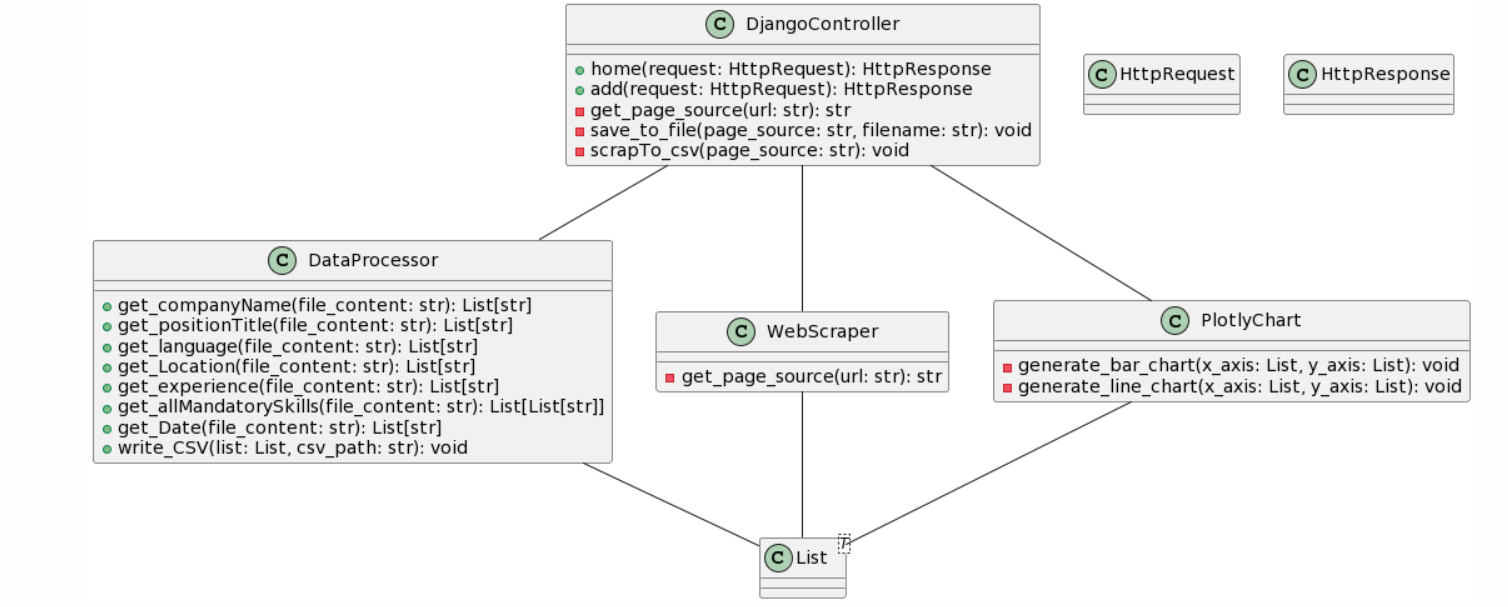 C DjangoController
home(request: HttpRequest): HttpResponse
add(request: HttpRequest): HttpResponse
get_page_source(url: str): str
save_to_file(page_source: str, filename: str): void
scrapTo_csv(page_source: str): void
C HttpRequest
C HttpResponse
C DataProcessor
get_companyName(file_content: str): List[str]
get_positionTitle(file_content: str): List[str]
get_language(file_content: str): List[str]
get_Location(file_content: str): List[str]
get_experience(file_content: str): List[str]
get_allMandatorySkills(file_content: str): List[List[str]]
get_Date(file_content: str): List[str]
write_CSV(list: List, csv_path: str): void
C WebScraper
get_page_source(url: str): str
C PlotlyChart
generate_bar_chart(x_axis: List, y_axis: List): void
generate_line_chart(x_axis: List, y_axis: List): void
C List
T